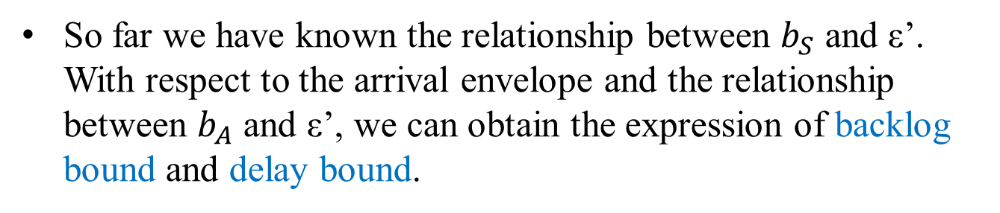 • So far we have known the relationship between b_S and ε’.
With respect to the arrival envelope and the relationship
between b_A and ε’, we can obtain the expression of backlog
bound and delay bound.